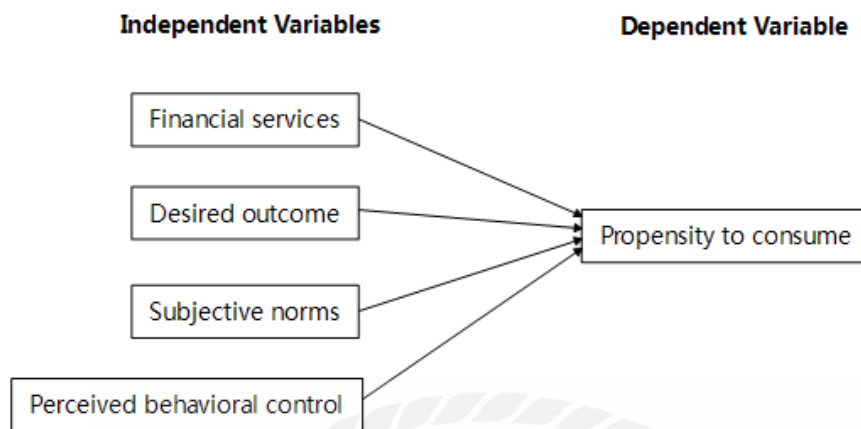 Independent Variables
Dependent Variable
Financial services
Desired outcome
Propensity to consume
Subjective norms
Perceived behavioral control